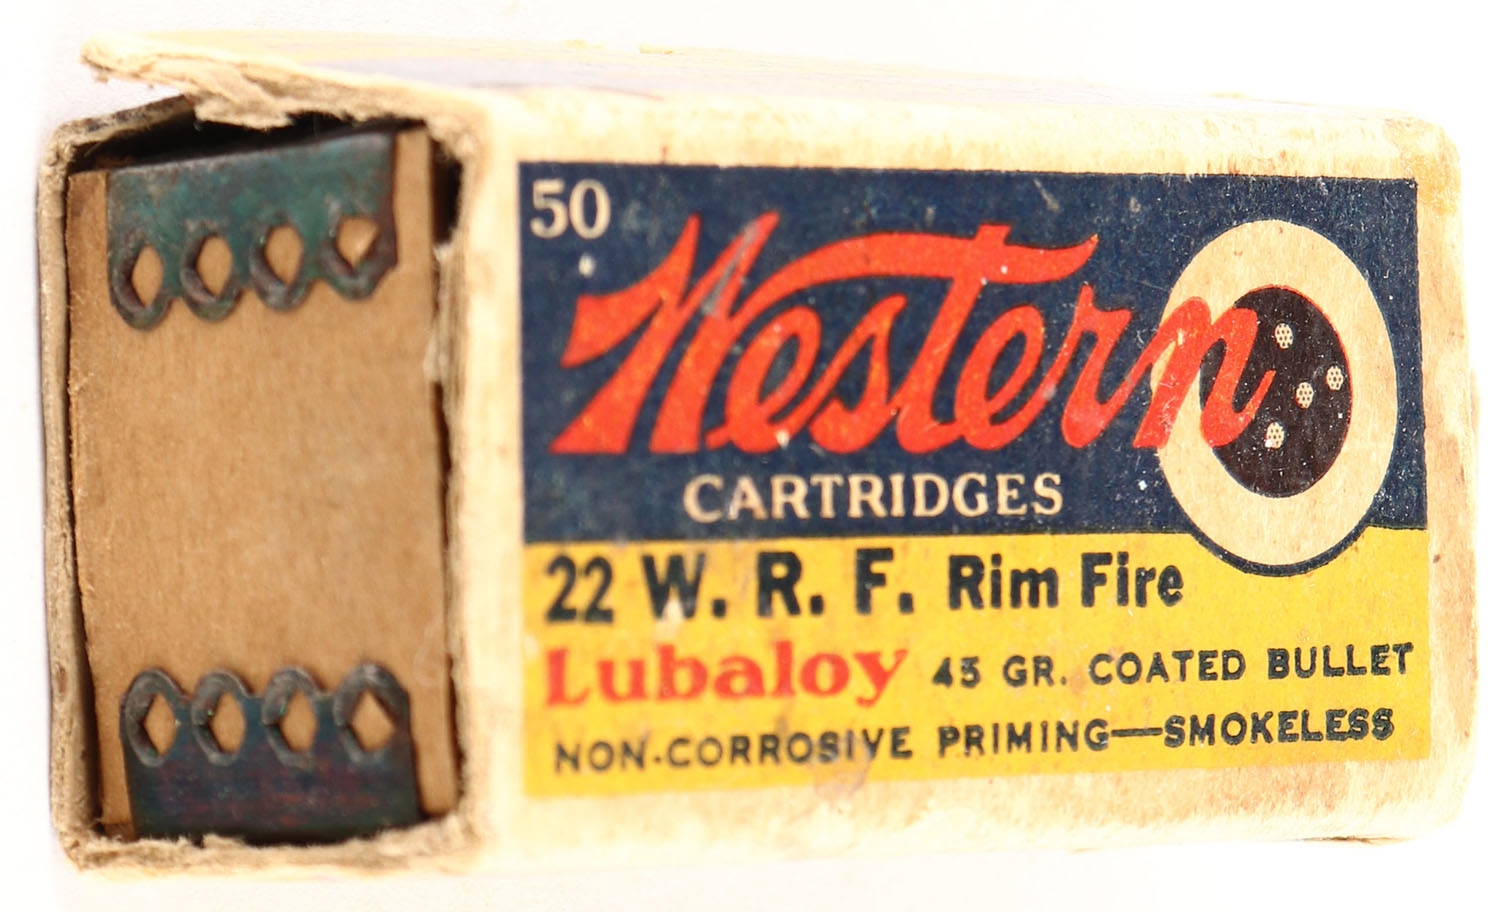 50
Western
CARTRIDGES
22 W. R. F. Rim Fire
Lubaloy 45 GR. COATED BULLET
NON-CORROSIVE PRIMING—SMOKELESS